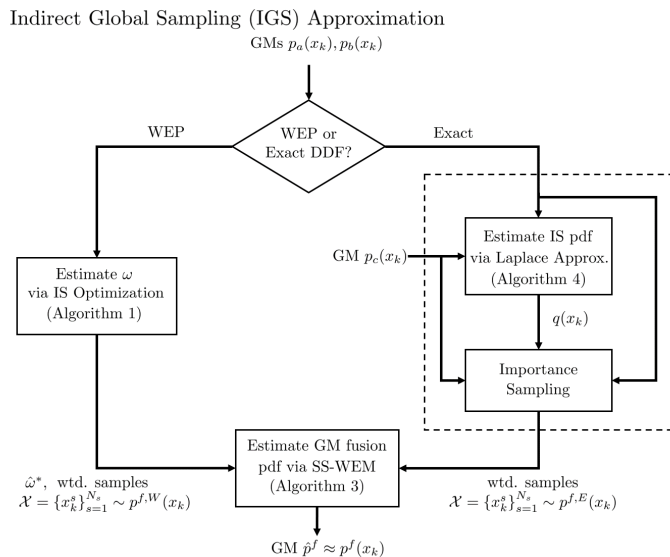 Indirect Global Sampling (IGS) Approximation
GMs p_a(x_k), p_b(x_k)
WEP or
Exact DDF?
WEP
Exact
Estimate ω
via IS Optimization
(Algorithm 1)
GM p_c(x_k)
Estimate IS pdf
via Laplace Approx.
(Algorithm 4)
q(x_k)
Importance
Sampling
Estimate GM fusion
pdf via SS-WEM
(Algorithm 3)
ω̂*, wtd. samples
𝒳 = {x_k^s}_{s=1}^{N_s} ∼ p^{f,W}(x_k)
wtd. samples
𝒳 = {x_k^s}_{s=1}^{N_s} ∼ p^{f,E}(x_k)
GM p̂^f ≈ p^f(x_k)